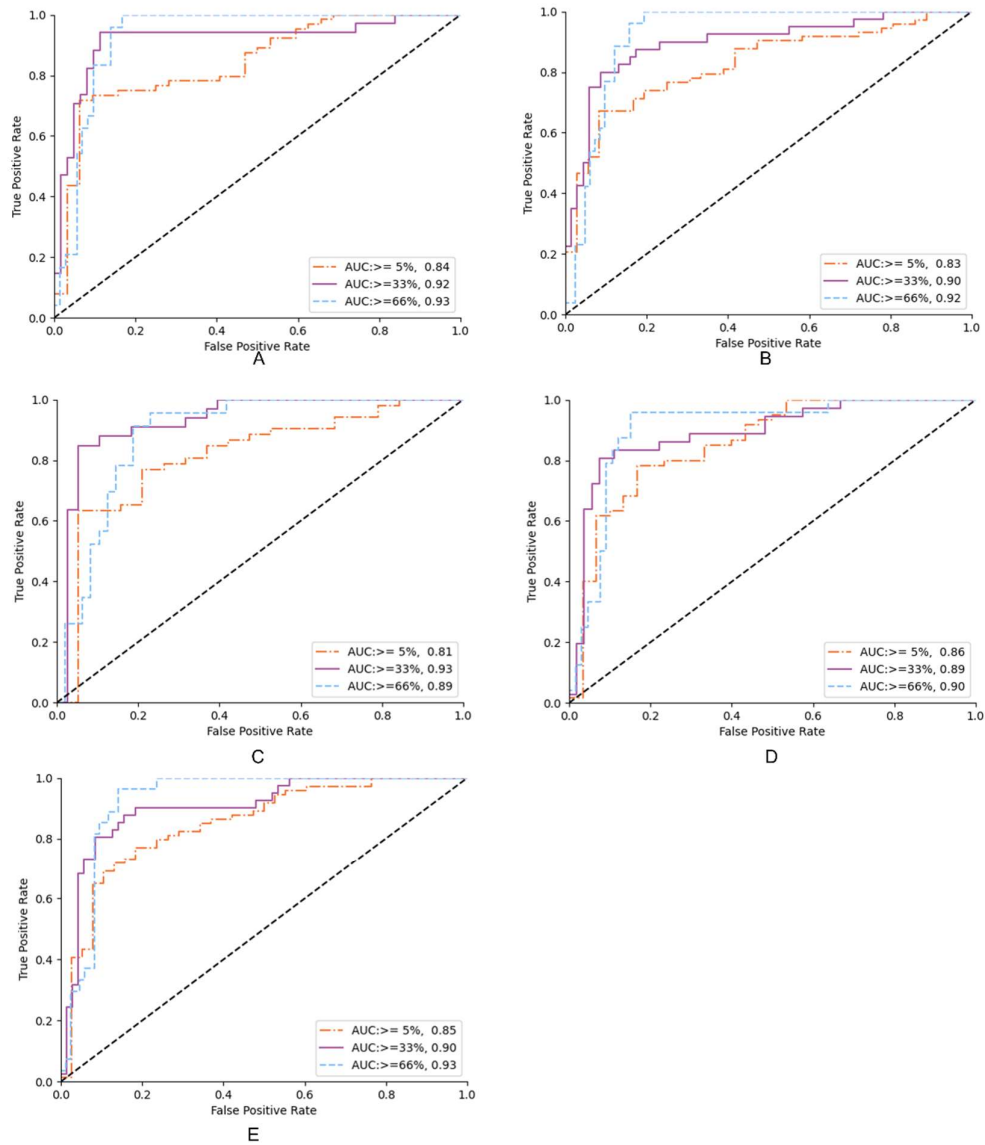 1.0
0.8
0.6
0.4
0.2
0.0
True Positive Rate
AUC:>= 5%,  0.84
AUC:>=33%, 0.92
AUC:>=66%, 0.93
0.0 0.2 0.4 0.6 0.8 1.0
False Positive Rate
A
1.0
0.8
0.6
0.4
0.2
0.0
True Positive Rate
AUC:>= 5%,  0.83
AUC:>=33%, 0.90
AUC:>=66%, 0.92
0.0 0.2 0.4 0.6 0.8 1.0
False Positive Rate
B
1.0
0.8
0.6
0.4
0.2
0.0
True Positive Rate
AUC:>= 5%,  0.81
AUC:>=33%, 0.93
AUC:>=66%, 0.89
0.0 0.2 0.4 0.6 0.8 1.0
False Positive Rate
C
1.0
0.8
0.6
0.4
0.2
0.0
True Positive Rate
AUC:>= 5%,  0.86
AUC:>=33%, 0.89
AUC:>=66%, 0.90
0.0 0.2 0.4 0.6 0.8 1.0
False Positive Rate
D
1.0
0.8
0.6
0.4
0.2
0.0
True Positive Rate
AUC:>= 5%,  0.85
AUC:>=33%, 0.90
AUC:>=66%, 0.93
0.0 0.2 0.4 0.6 0.8 1.0
False Positive Rate
E